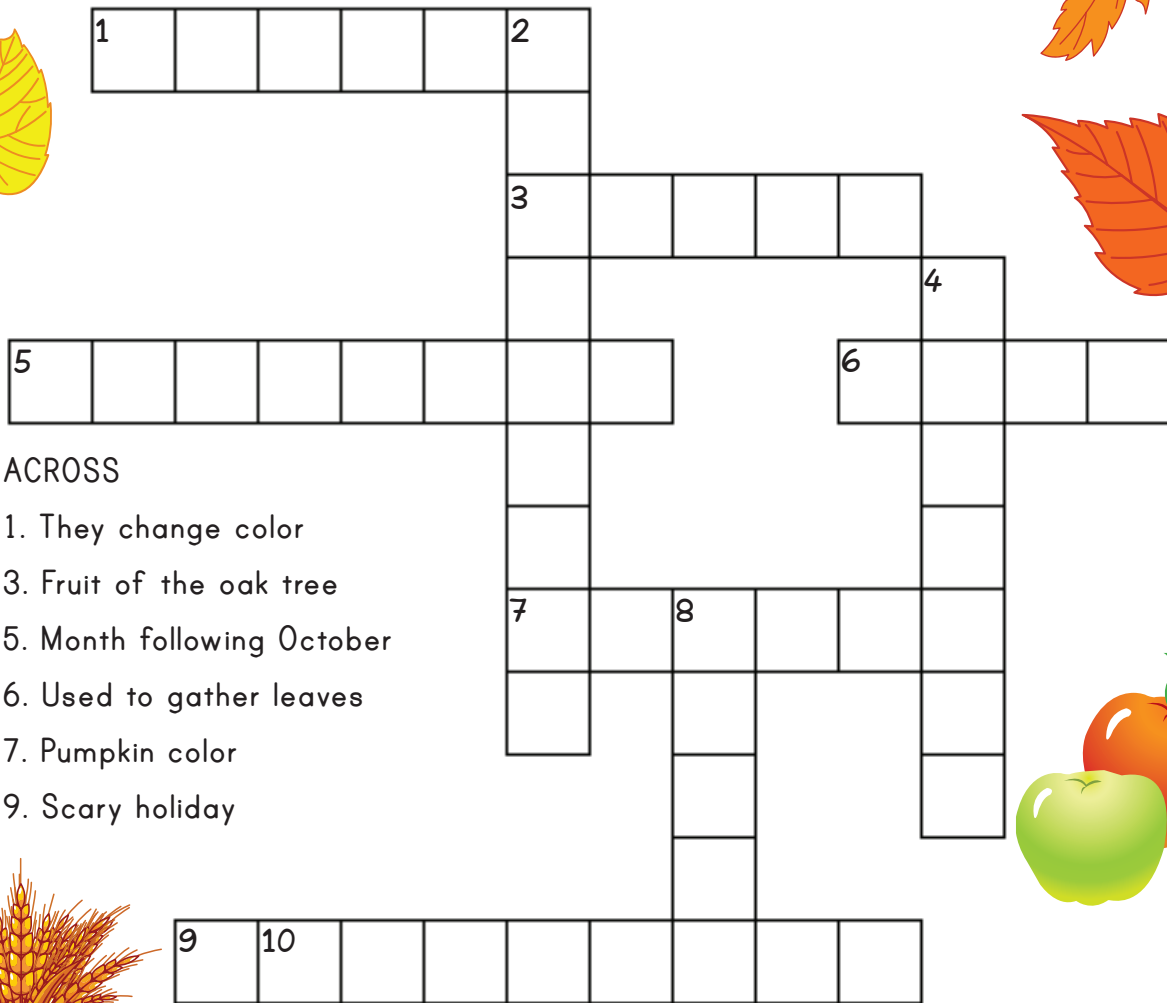 1
2
3
4
5
6
ACROSS
1. They change color
3. Fruit of the oak tree
5. Month following October
6. Used to gather leaves
7. Pumpkin color
9. Scary holiday
7
8
9
10